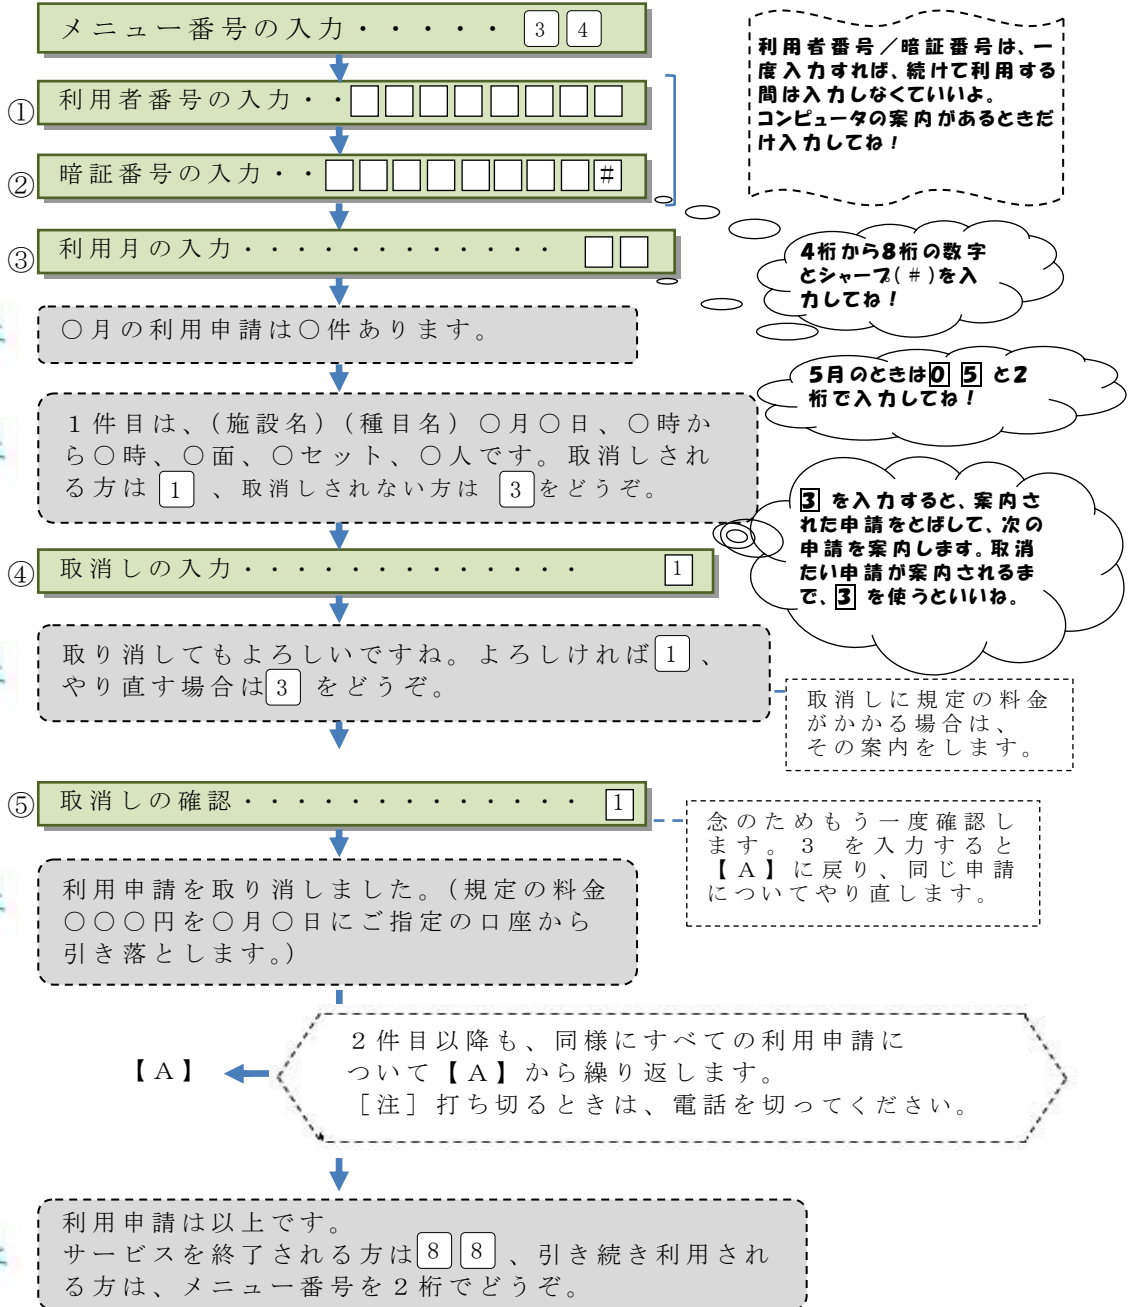 メニュー番号の入力・・・・・ 3 4
利用者番号／暗証番号は、一
度入力すれば、続けて利用する
間は入力しなくていいよ。
コンピュータの案内があるときだ
け入力してね！
① 利用者番号の入力・・
② 暗証番号の入力・・ #
③ 利用月の入力・・・・・・・・・・・・
4桁から8桁の数字
とシャープ(#)を入
力してね！
○月の利用申請は○件あります。
5月のときは0 5 と2
桁で入力してね！
１件目は、(施設名)(種目名)○月○日、○時か
ら○時、○面、○セット、○人です。取消しされ
る方は 1 、取消しされない方は 3 をどうぞ。
3 を入力すると、案内さ
れた申請をとばして、次の
申請を案内します。取消
たい申請が案内されるま
で、3 を使うといいね。
④ 取消しの入力・・・・・・・・・・・・・ 1
取り消してもよろしいですね。よろしければ 1 、
やり直す場合は 3 をどうぞ。
取消しに規定の料金
がかかる場合は、
その案内をします。
⑤ 取消しの確認・・・・・・・・・・・・・ 1
念のためもう一度確認し
ます。３ を入力すると
【A】に戻り、同じ申請
についてやり直します。
利用申請を取り消しました。(規定の料金
○○○円を○月○日にご指定の口座から
引き落とします。)
２件目以降も、同様にすべての利用申請に
ついて【A】から繰り返します。
［注］打ち切るときは、電話を切ってください。
【A】
利用申請は以上です。
サービスを終了される方は 8 8 、引き続き利用され
る方は、メニュー番号を２桁でどうぞ。